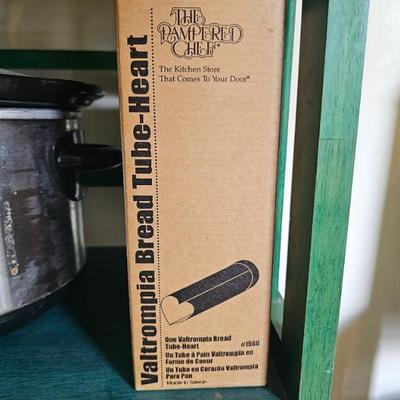 THE
PAMPERED
CHEF®
The Kitchen Store
That Comes To Your Door®
Valtrompia Bread Tube-Heart
One Valtrompia Bread
Tube-Heart #1560
Un Tube à Pain Valtrompia en
Forme de Coeur
Un Tubo en Corazón Valtrompia
Para Pan
Made in Taiwan